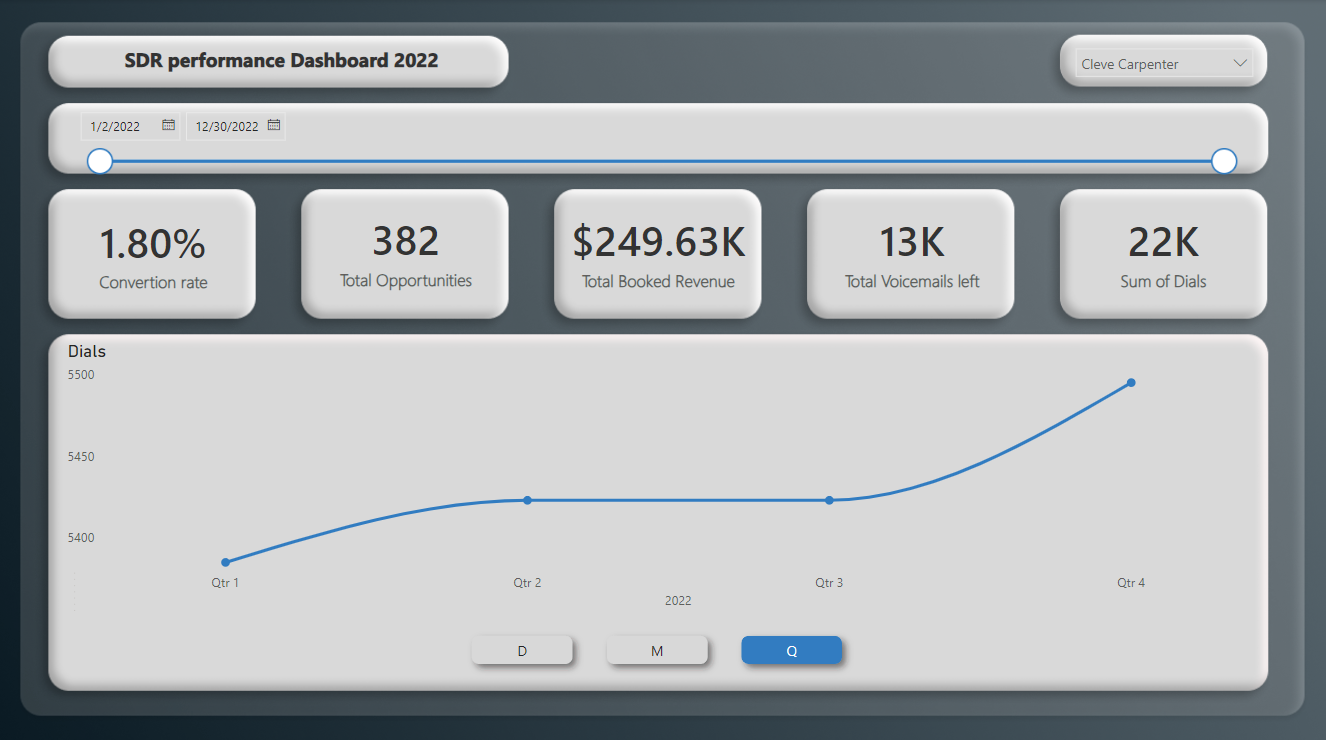 SDR performance Dashboard 2022
Cleve Carpenter
1/2/2022
12/30/2022
1.80%
Convertion rate
382
Total Opportunities
$249.63K
Total Booked Revenue
13K
Total Voicemails left
22K
Sum of Dials
Dials
5500
5450
5400
Qtr 1
Qtr 2
Qtr 3
Qtr 4
2022
D
M
Q